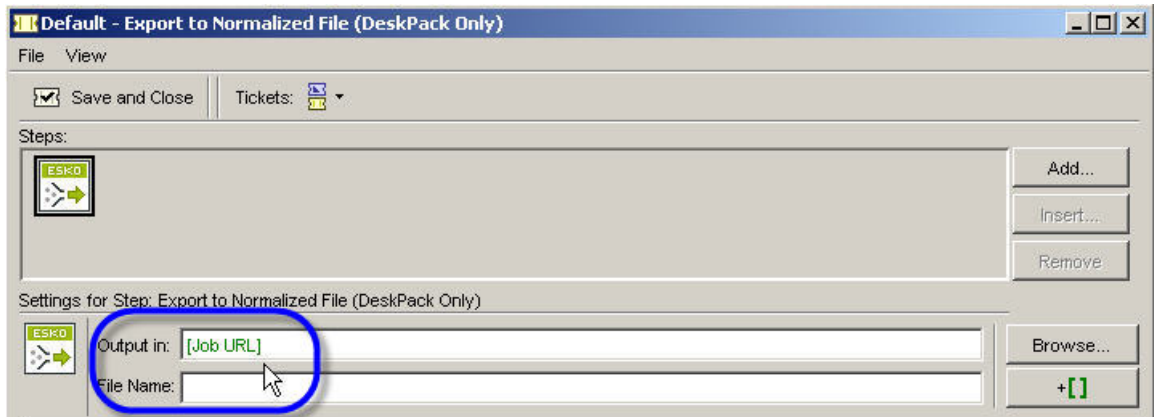 Default - Export to Normalized File (DeskPack Only)
File View
Save and Close Tickets:
Steps:
ESKO
Add...
Insert...
Remove
Settings for Step: Export to Normalized File (DeskPack Only)
ESKO
Output in: [Job URL] Browse...
File Name: +[]